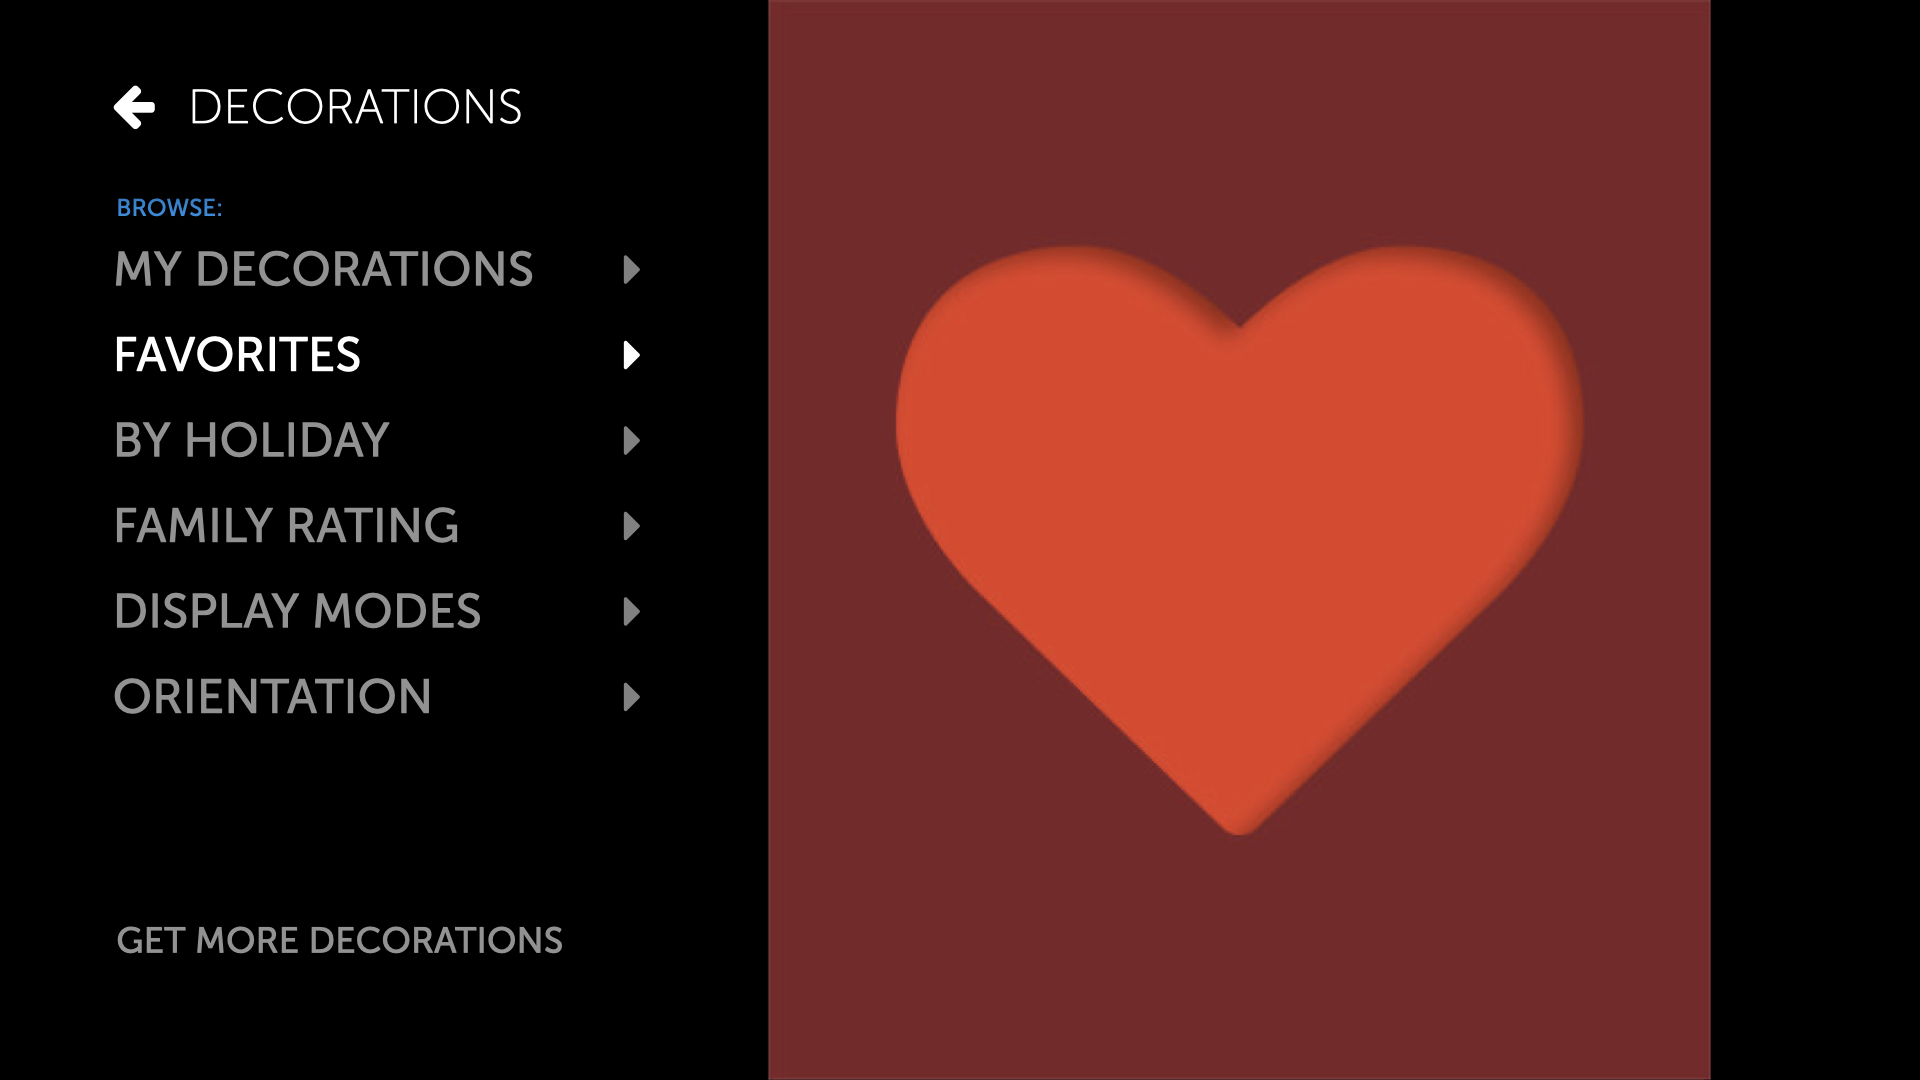 DECORATIONS
BROWSE:
MY DECORATIONS
FAVORITES
BY HOLIDAY
FAMILY RATING
DISPLAY MODES
ORIENTATION
GET MORE DECORATIONS